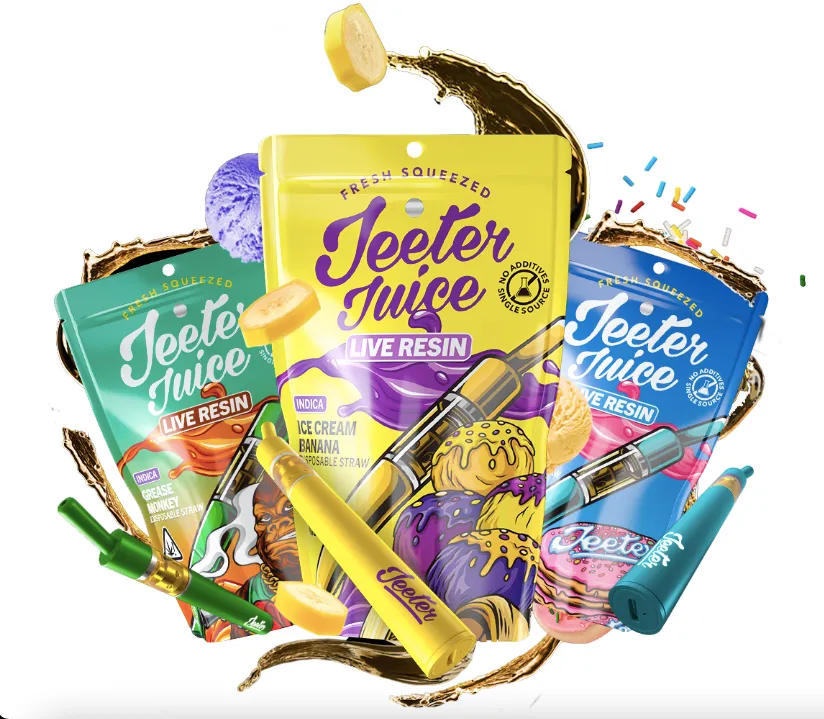 FRESH SQUEEZED
Jeeter
Juice
LIVE RESIN
INDICA
GREASE
MONKEY
DISPOSABLE STRAW
Jeeter
FRESH SQUEEZED
Jeeter
Juice
NO ADDITIVES
SINGLE SOURCE
LIVE RESIN
INDICA
ICE CREAM
BANANA
DISPOSABLE STRAW
Jeeter
FRESH SQUEEZED
Jeeter
Juice
NO ADDITIVES
SINGLE SOURCE
LIVE RESIN
Jeeter
Jeeter